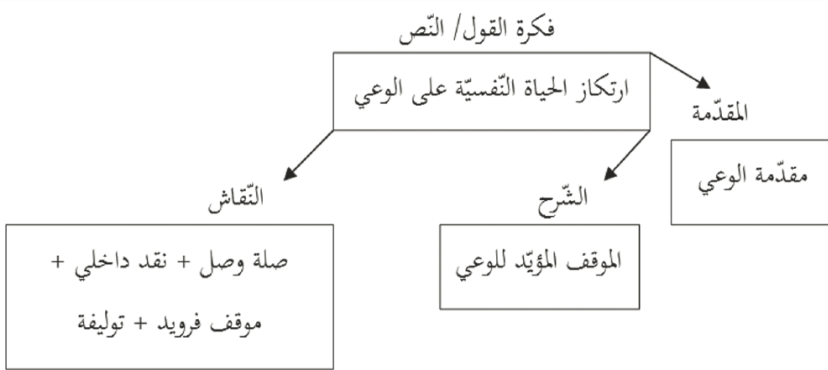 فكرة القول/ النّص
ارتكاز الحياة النّفسيّة على الوعي
المقدّمة
مقدّمة الوعي
الشّرح
الموقف المؤيّد للوعي
النّقاش
صلة وصل + نقد داخلي +
موقف فرويد + توليفة